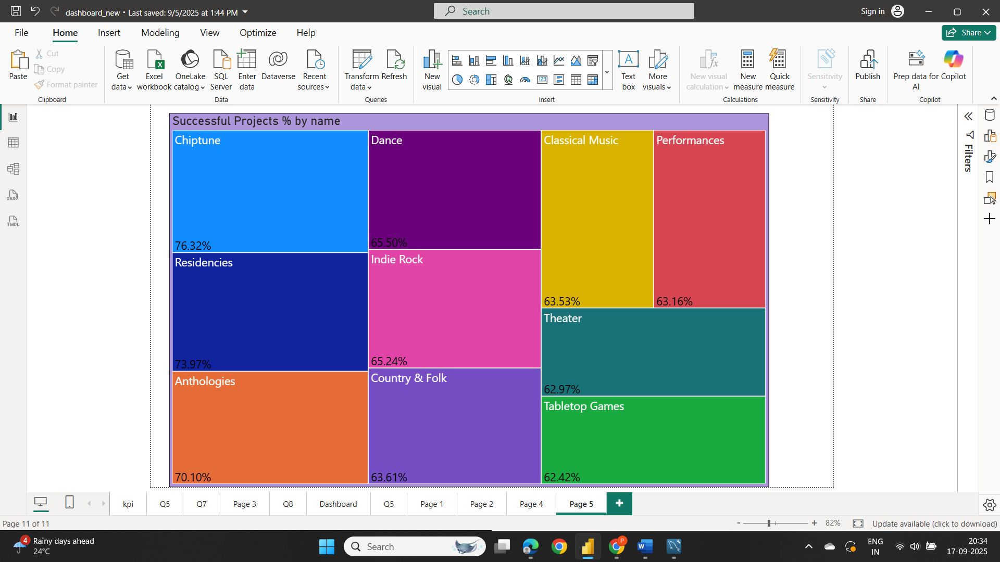 dashboard_new • Last saved: 9/5/2025 at 1:44 PM
Search
Sign in
File
Home
Insert
Modeling
View
Optimize
Help
Share
Paste
Cut
Copy
Format painter
Clipboard
Get data
Excel workbook
OneLake catalog
SQL Server
Enter data
Dataverse
Recent sources
Data
Transform data
Refresh
Queries
New visual
Text box
More visuals
Insert
New visual calculation
New measure
Quick measure
Calculations
Sensitivity
Sensitivity
Publish
Share
Prep data for AI
Copilot
Copilot
DAX
TMDL
Filters
Successful Projects % by name
Chiptune
76.32%
Residencies
73.97%
Anthologies
70.10%
Dance
65.50%
Indie Rock
65.24%
Country & Folk
63.61%
Classical Music
63.53%
Performances
63.16%
Theater
62.97%
Tabletop Games
62.42%
kpi
Q5
Q7
Page 3
Q8
Dashboard
Q5
Page 1
Page 2
Page 4
Page 5
Page 11 of 11
82%
Update available (click to download)
4
Rainy days ahead
24°C
Search
P
W
ENG
IN
20:34
17-09-2025